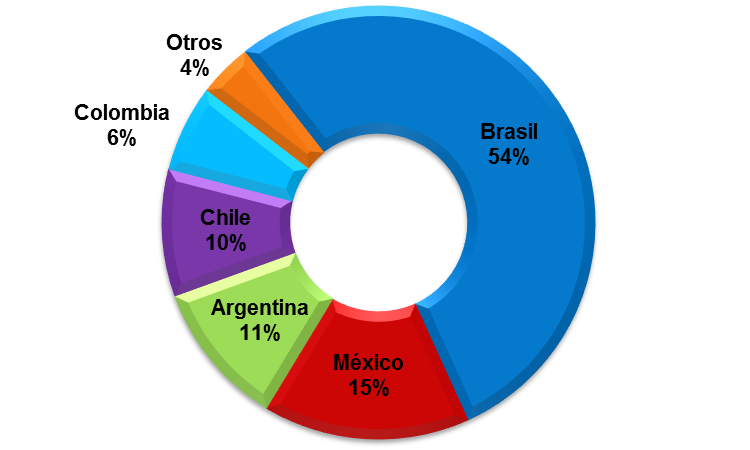 Otros
4%
Colombia
6%
Brasil
54%
Chile
10%
Argentina
11%
México
15%